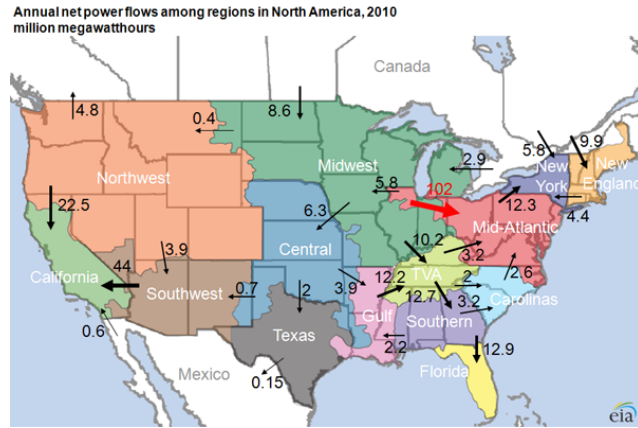 Annual net power flows among regions in North America, 2010
million megawatthours
Canada
4.8
0.4
8.6
5.8
9.9
2.9
Northwest
Midwest
New
York
New
England
5.8
102
12.3
4.4
22.5
6.3
Mid-Atlantic
Central
10.2
3.2
3.9
California
44
TVA
2.6
Southwest
0.7
2
3.9
12.2
2
Carolinas
12.7
3.2
Gulf
Southern
0.6
Texas
2.2
Mexico
0.15
12.9
Florida
eia